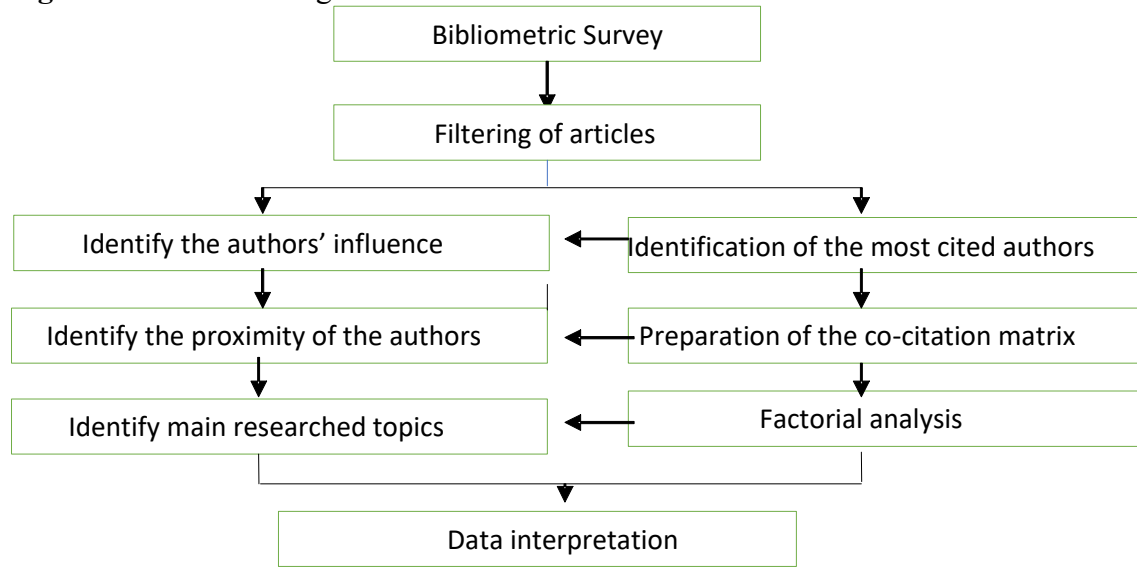 Bibliometric Survey
Filtering of articles
Identify the authors’ influence
Identification of the most cited authors
Identify the proximity of the authors
Preparation of the co-citation matrix
Identify main researched topics
Factorial analysis
Data interpretation